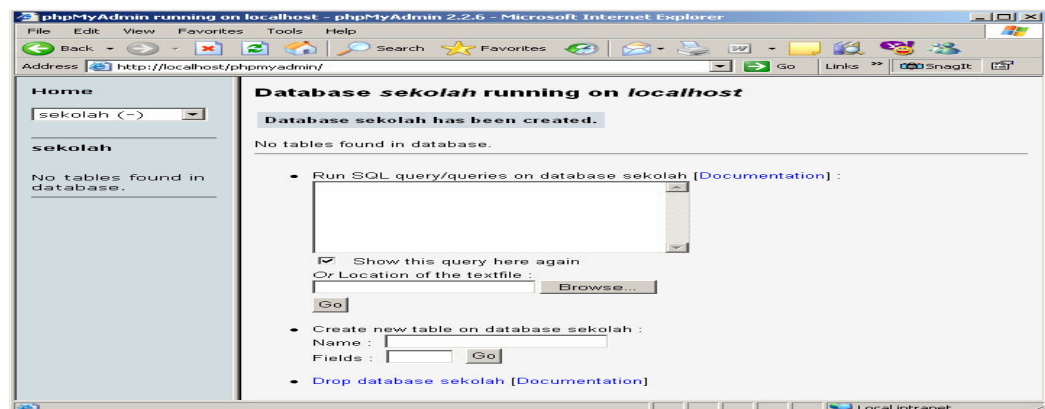 phpMyAdmin running on localhost - phpMyAdmin 2.2.6 - Microsoft Internet Explorer
File Edit View Favorites Tools Help
Back Search Favorites
Address http://localhost/phpmyadmin/ Go Links » SnagIt
Home
sekolah (-)
sekolah
No tables found in
database.
Database sekolah running on localhost
Database sekolah has been created.
No tables found in database.
• Run SQL query/queries on database sekolah [Documentation] :
Show this query here again
Or Location of the textfile :
Browse...
Go
• Create new table on database sekolah :
Name :
Fields : Go
• Drop database sekolah [Documentation]
Local intranet